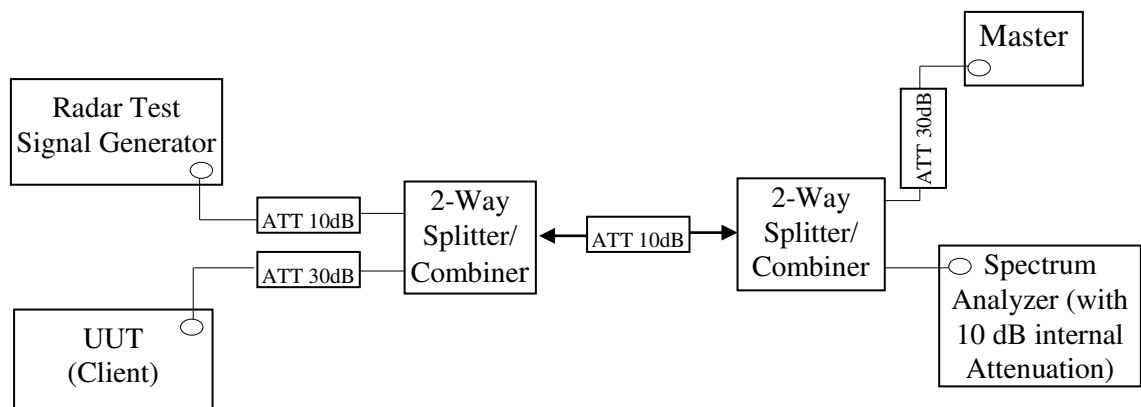 Master
ATT 30dB
Radar Test
Signal Generator
ATT 10dB
2-Way
Splitter/
Combiner
ATT 10dB
2-Way
Splitter/
Combiner
ATT 30dB
UUT
(Client)
Spectrum
Analyzer (with
10 dB internal
Attenuation)